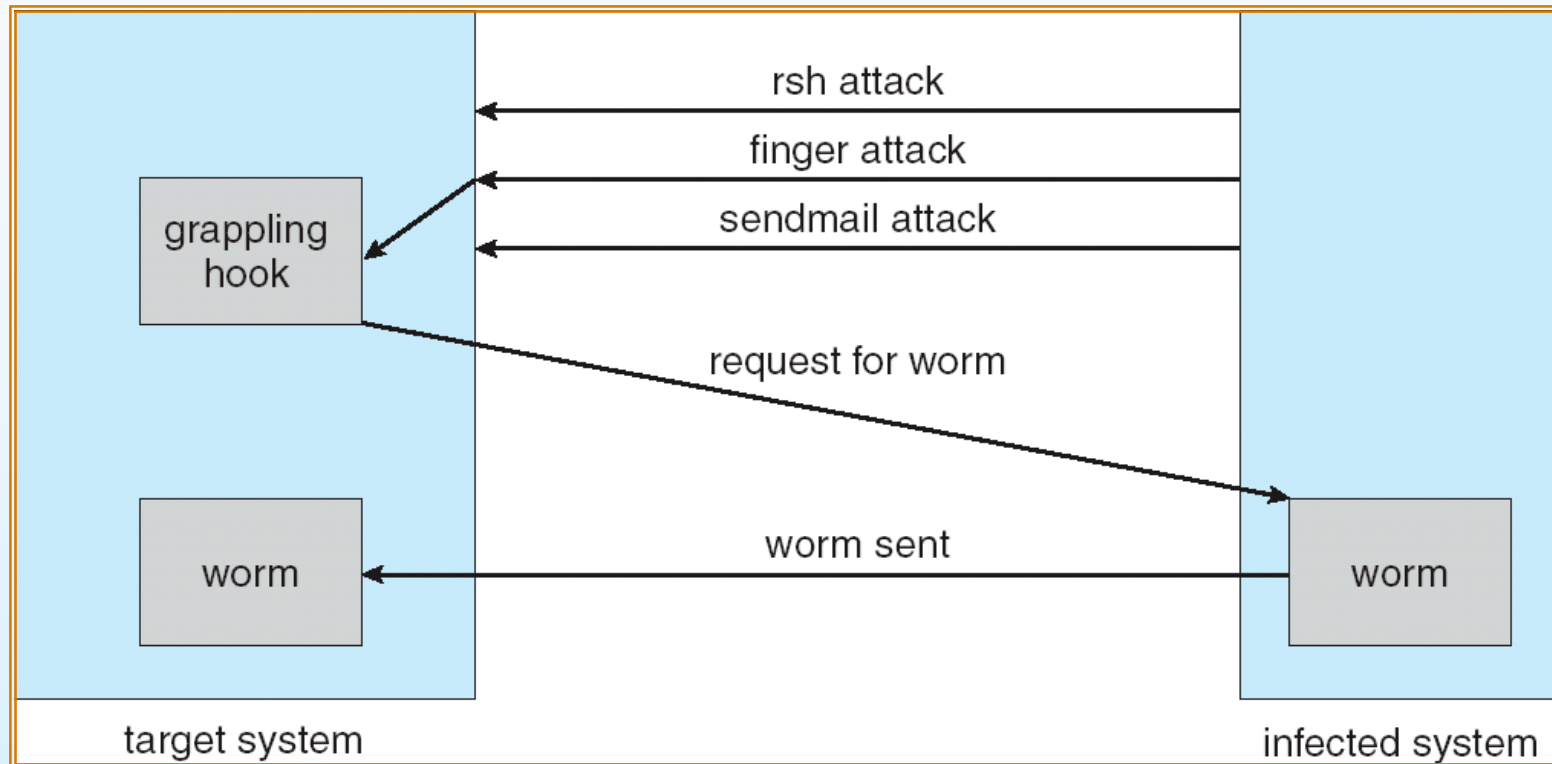 rsh attack
finger attack
sendmail attack
grappling
hook
request for worm
worm sent
worm
worm
target system
infected system